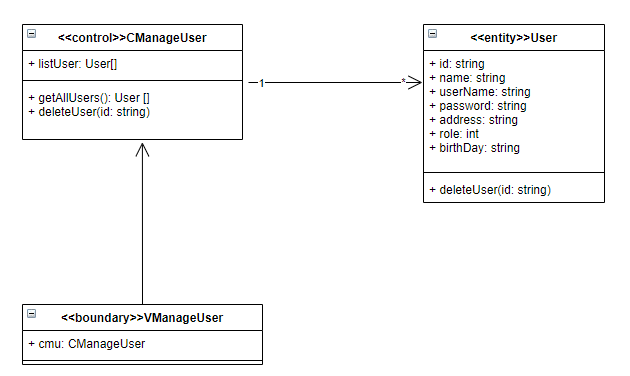 <<control>>CManageUser
+ listUser: User[]
+ getAllUsers(): User []
+ deleteUser(id: string)
1
*
<<entity>>User
+ id: string
+ name: string
+ userName: string
+ password: string
+ address: string
+ role: int
+ birthDay: string
+ deleteUser(id: string)
<<boundary>>VManageUser
+ cmu: CManageUser